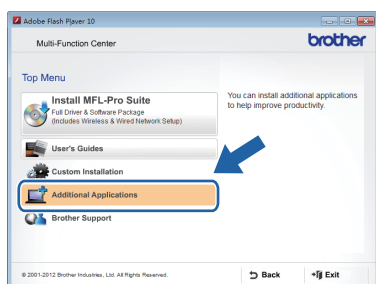 Adobe Flash Player 10
Multi-Function Center
brother
Top Menu
Install MFL-Pro Suite
Full Driver & Software Package
(Includes Wireless & Wired Network Setup)
User's Guides
Custom Installation
Additional Applications
Brother Support
You can install additional applications
to help improve productivity.
© 2001-2012 Brother Industries, Ltd. All Rights Reserved.
Back
Exit